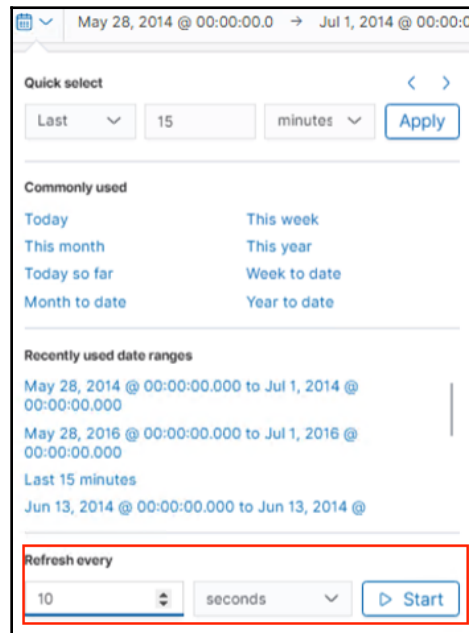 May 28, 2014 @ 00:00:00.0 → Jul 1, 2014 @ 00:00:0
Quick select
Last 15 minutes Apply
Commonly used
Today This week
This month This year
Today so far Week to date
Month to date Year to date
Recently used date ranges
May 28, 2014 @ 00:00:00.000 to Jul 1, 2014 @
00:00:00.000
May 28, 2016 @ 00:00:00.000 to Jul 1, 2016 @
00:00:00.000
Last 15 minutes
Jun 13, 2014 @ 00:00:00.000 to Jun 13, 2014 @
Refresh every
10 seconds Start